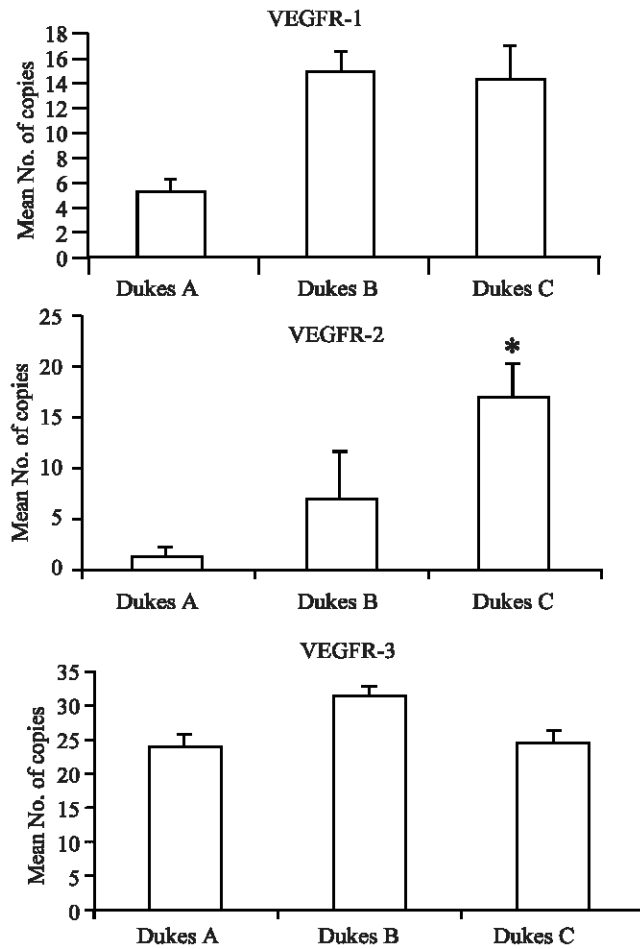 VEGFR-1
Mean No. of copies
18
16
14
12
10
8
6
4
2
0
Dukes A Dukes B Dukes C
VEGFR-2
Mean No. of copies
25
20
15
10
5
0
*
Dukes A Dukes B Dukes C
VEGFR-3
Mean No. of copies
35
30
25
20
15
10
5
0
Dukes A Dukes B Dukes C